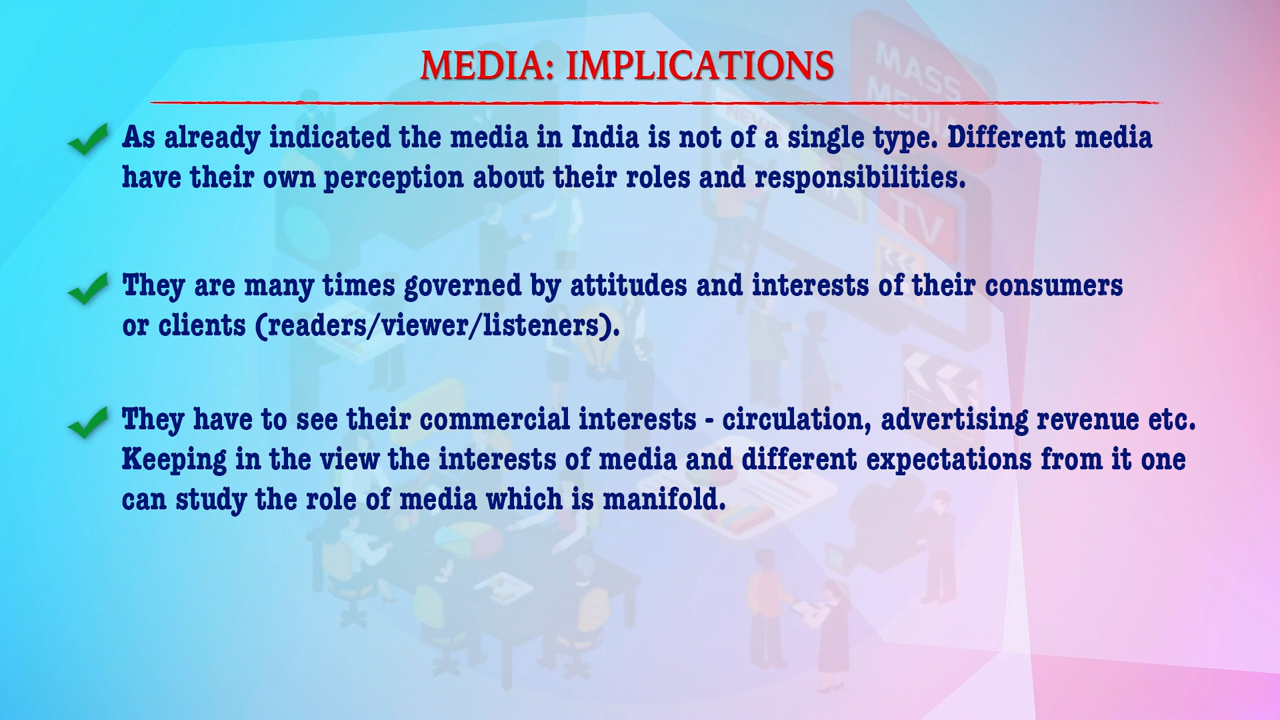 MEDIA: IMPLICATIONS
As already indicated the media in India is not of a single type. Different media
have their own perception about their roles and responsibilities.
They are many times governed by attitudes and interests of their consumers
or clients (readers/viewer/listeners).
They have to see their commercial interests - circulation, advertising revenue etc.
Keeping in the view the interests of media and different expectations from it one
can study the role of media which is manifold.
MASS
MEDIA
TV